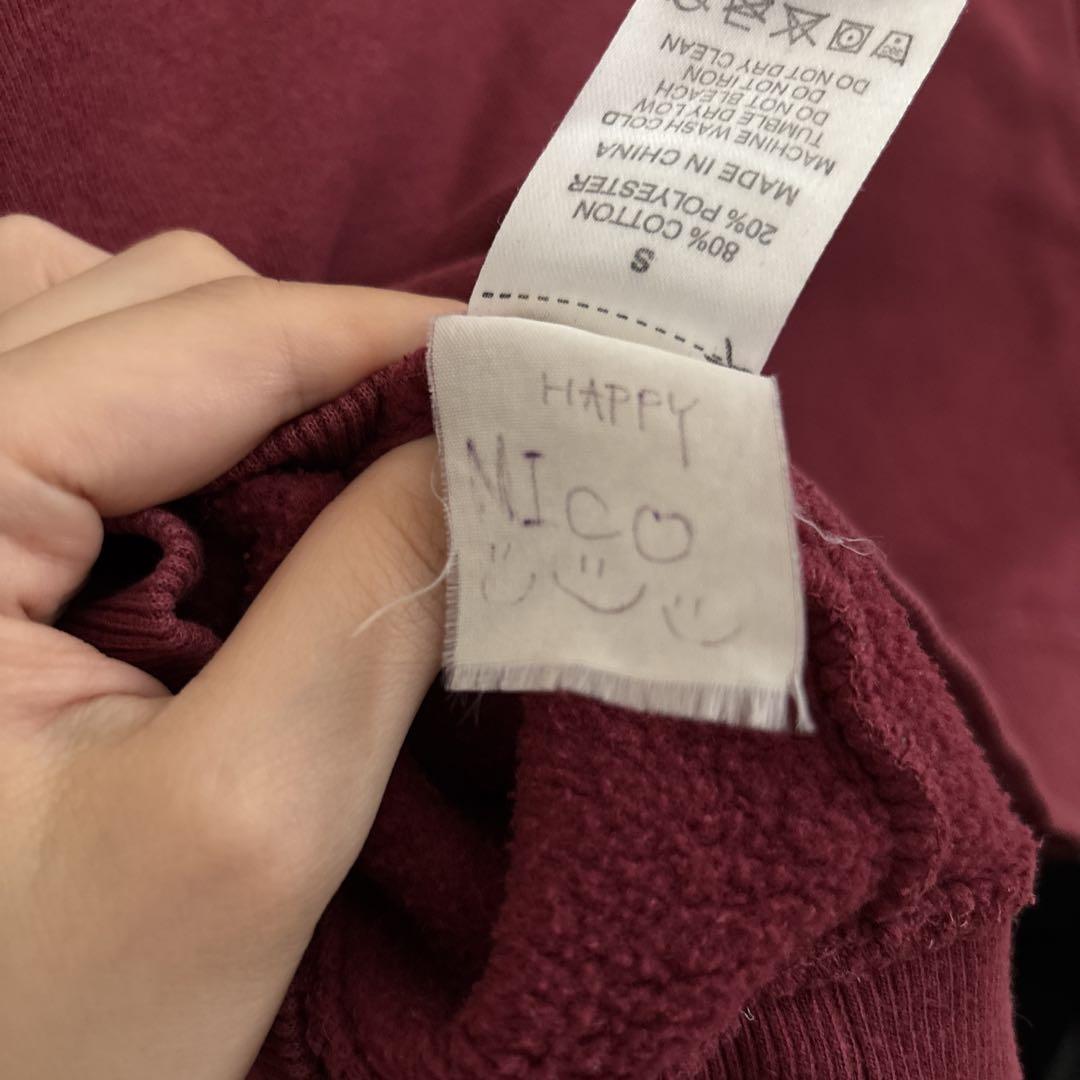 HAPPY
NICO
S
80% COTTON
20% POLYESTER
MADE IN CHINA
MACHINE WASH COLD
TUMBLE DRY LOW
DO NOT BLEACH
DO NOT IRON
DO NOT DRY CLEAN